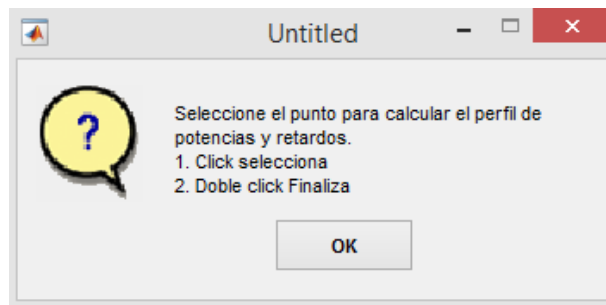 Untitled
Seleccione el punto para calcular el perfil de
potencias y retardos.
1. Click selecciona
2. Doble click Finaliza
OK